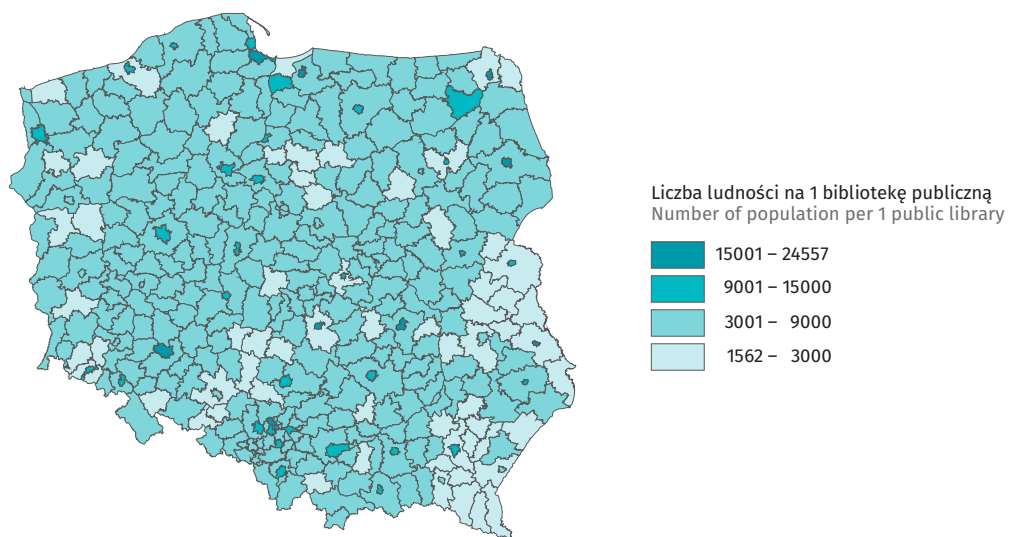 Liczba ludności na 1 bibliotekę publiczną
Number of population per 1 public library
15001 – 24557
9001 – 15000
3001 – 9000
1562 – 3000